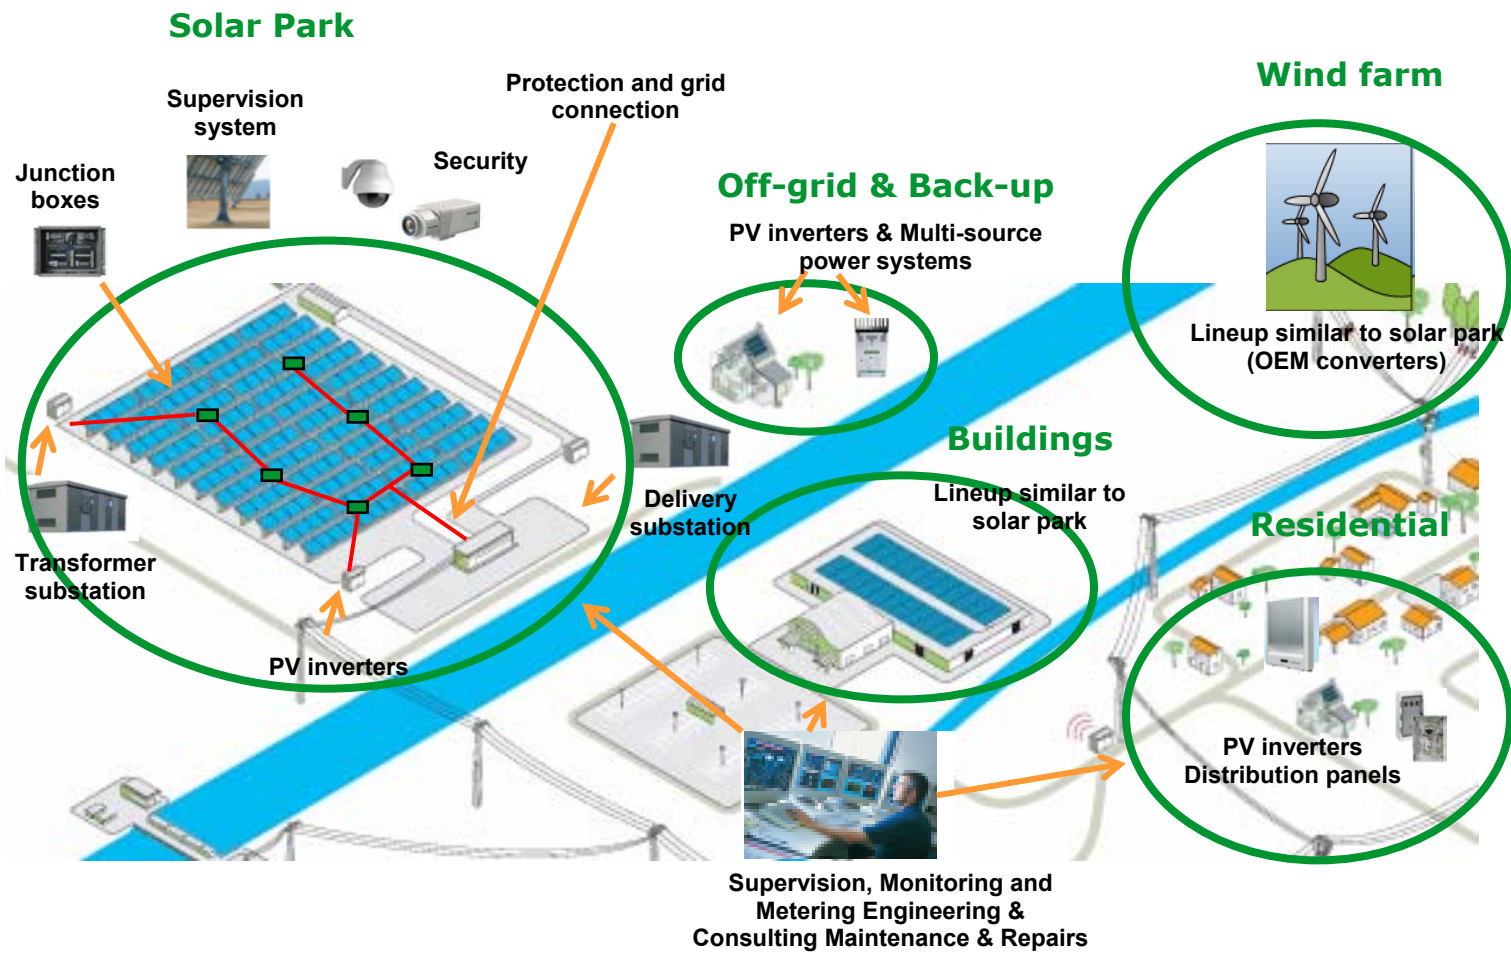 Solar Park
Supervision
system
Protection and grid
connection
Junction
boxes
Security
Transformer
substation
PV inverters
Delivery
substation
Off-grid & Back-up
PV inverters & Multi-source
power systems
Wind farm
Lineup similar to solar park
(OEM converters)
Buildings
Lineup similar to
solar park
Residential
PV inverters
Distribution panels
Supervision, Monitoring and
Metering Engineering &
Consulting Maintenance & Repairs